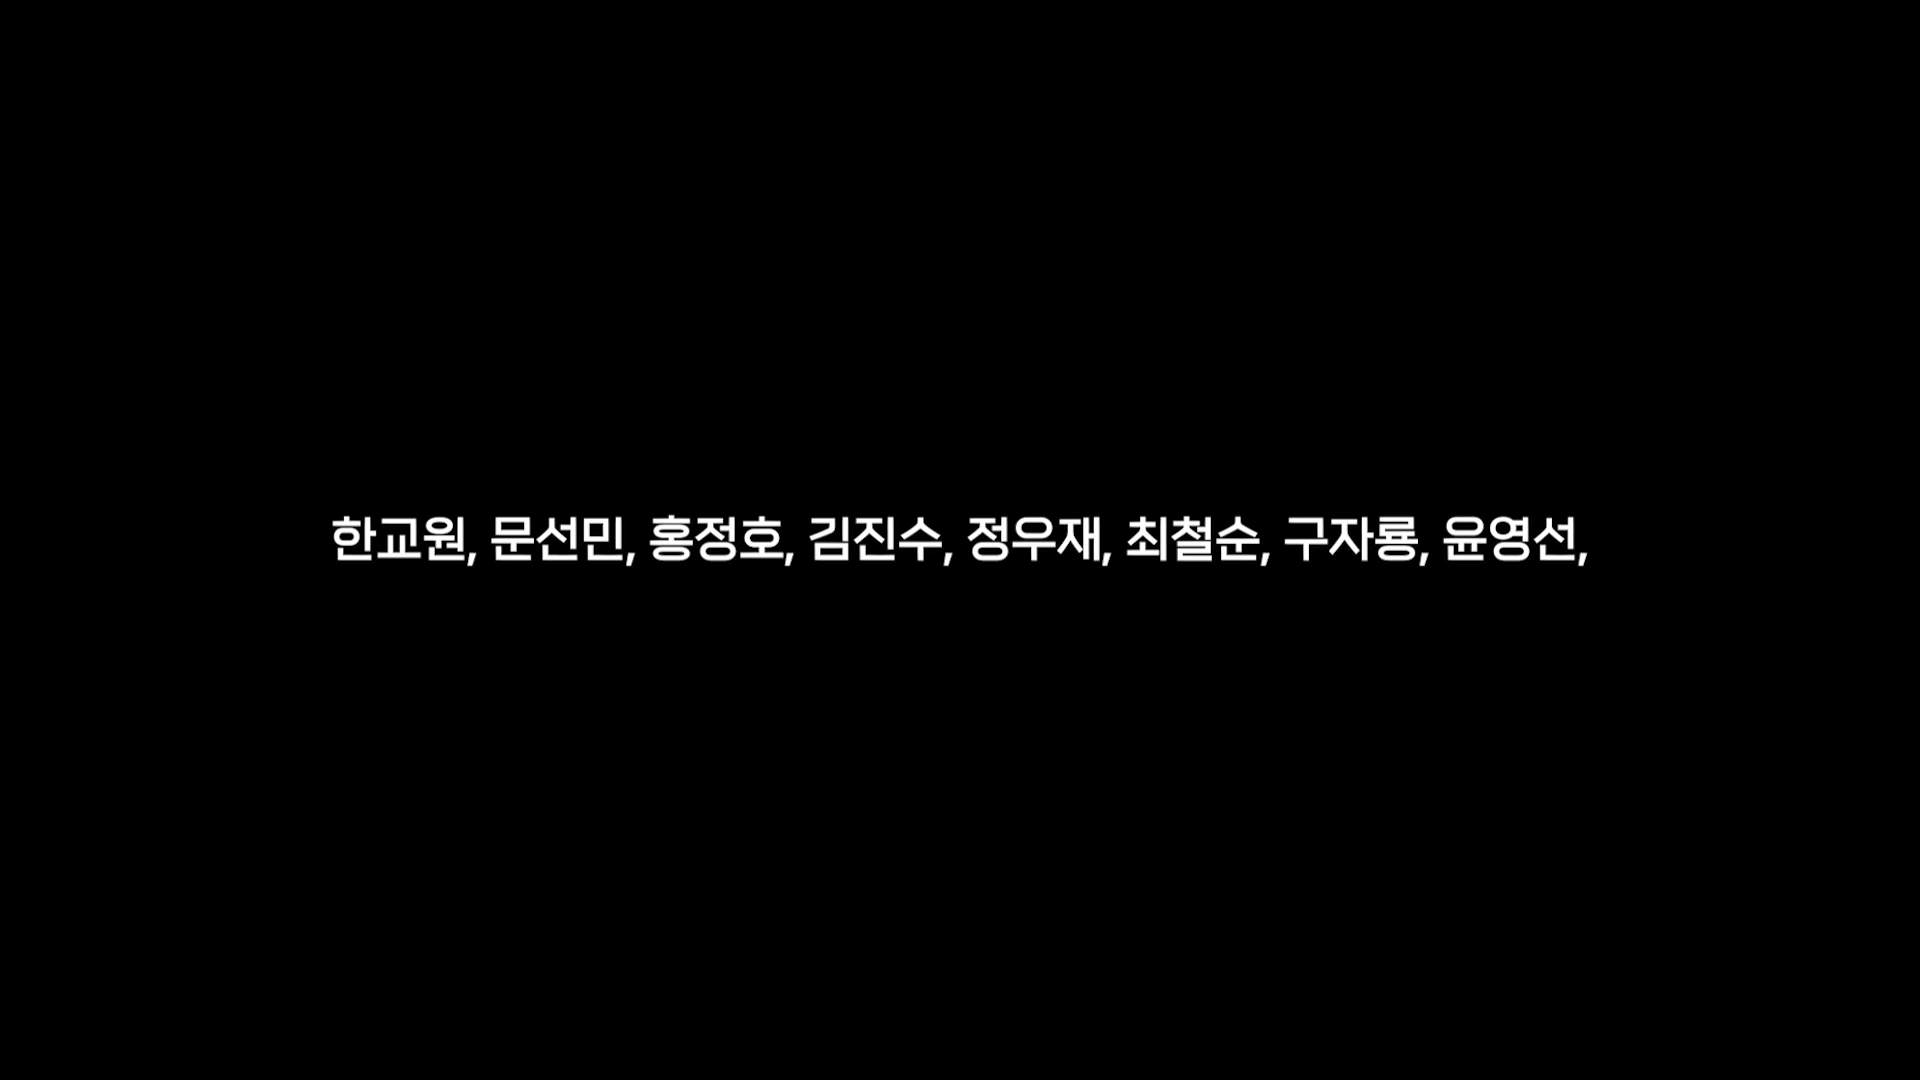 한교원, 문선민, 홍정호, 김진수, 정우재, 최철순, 구자룡, 윤영선,